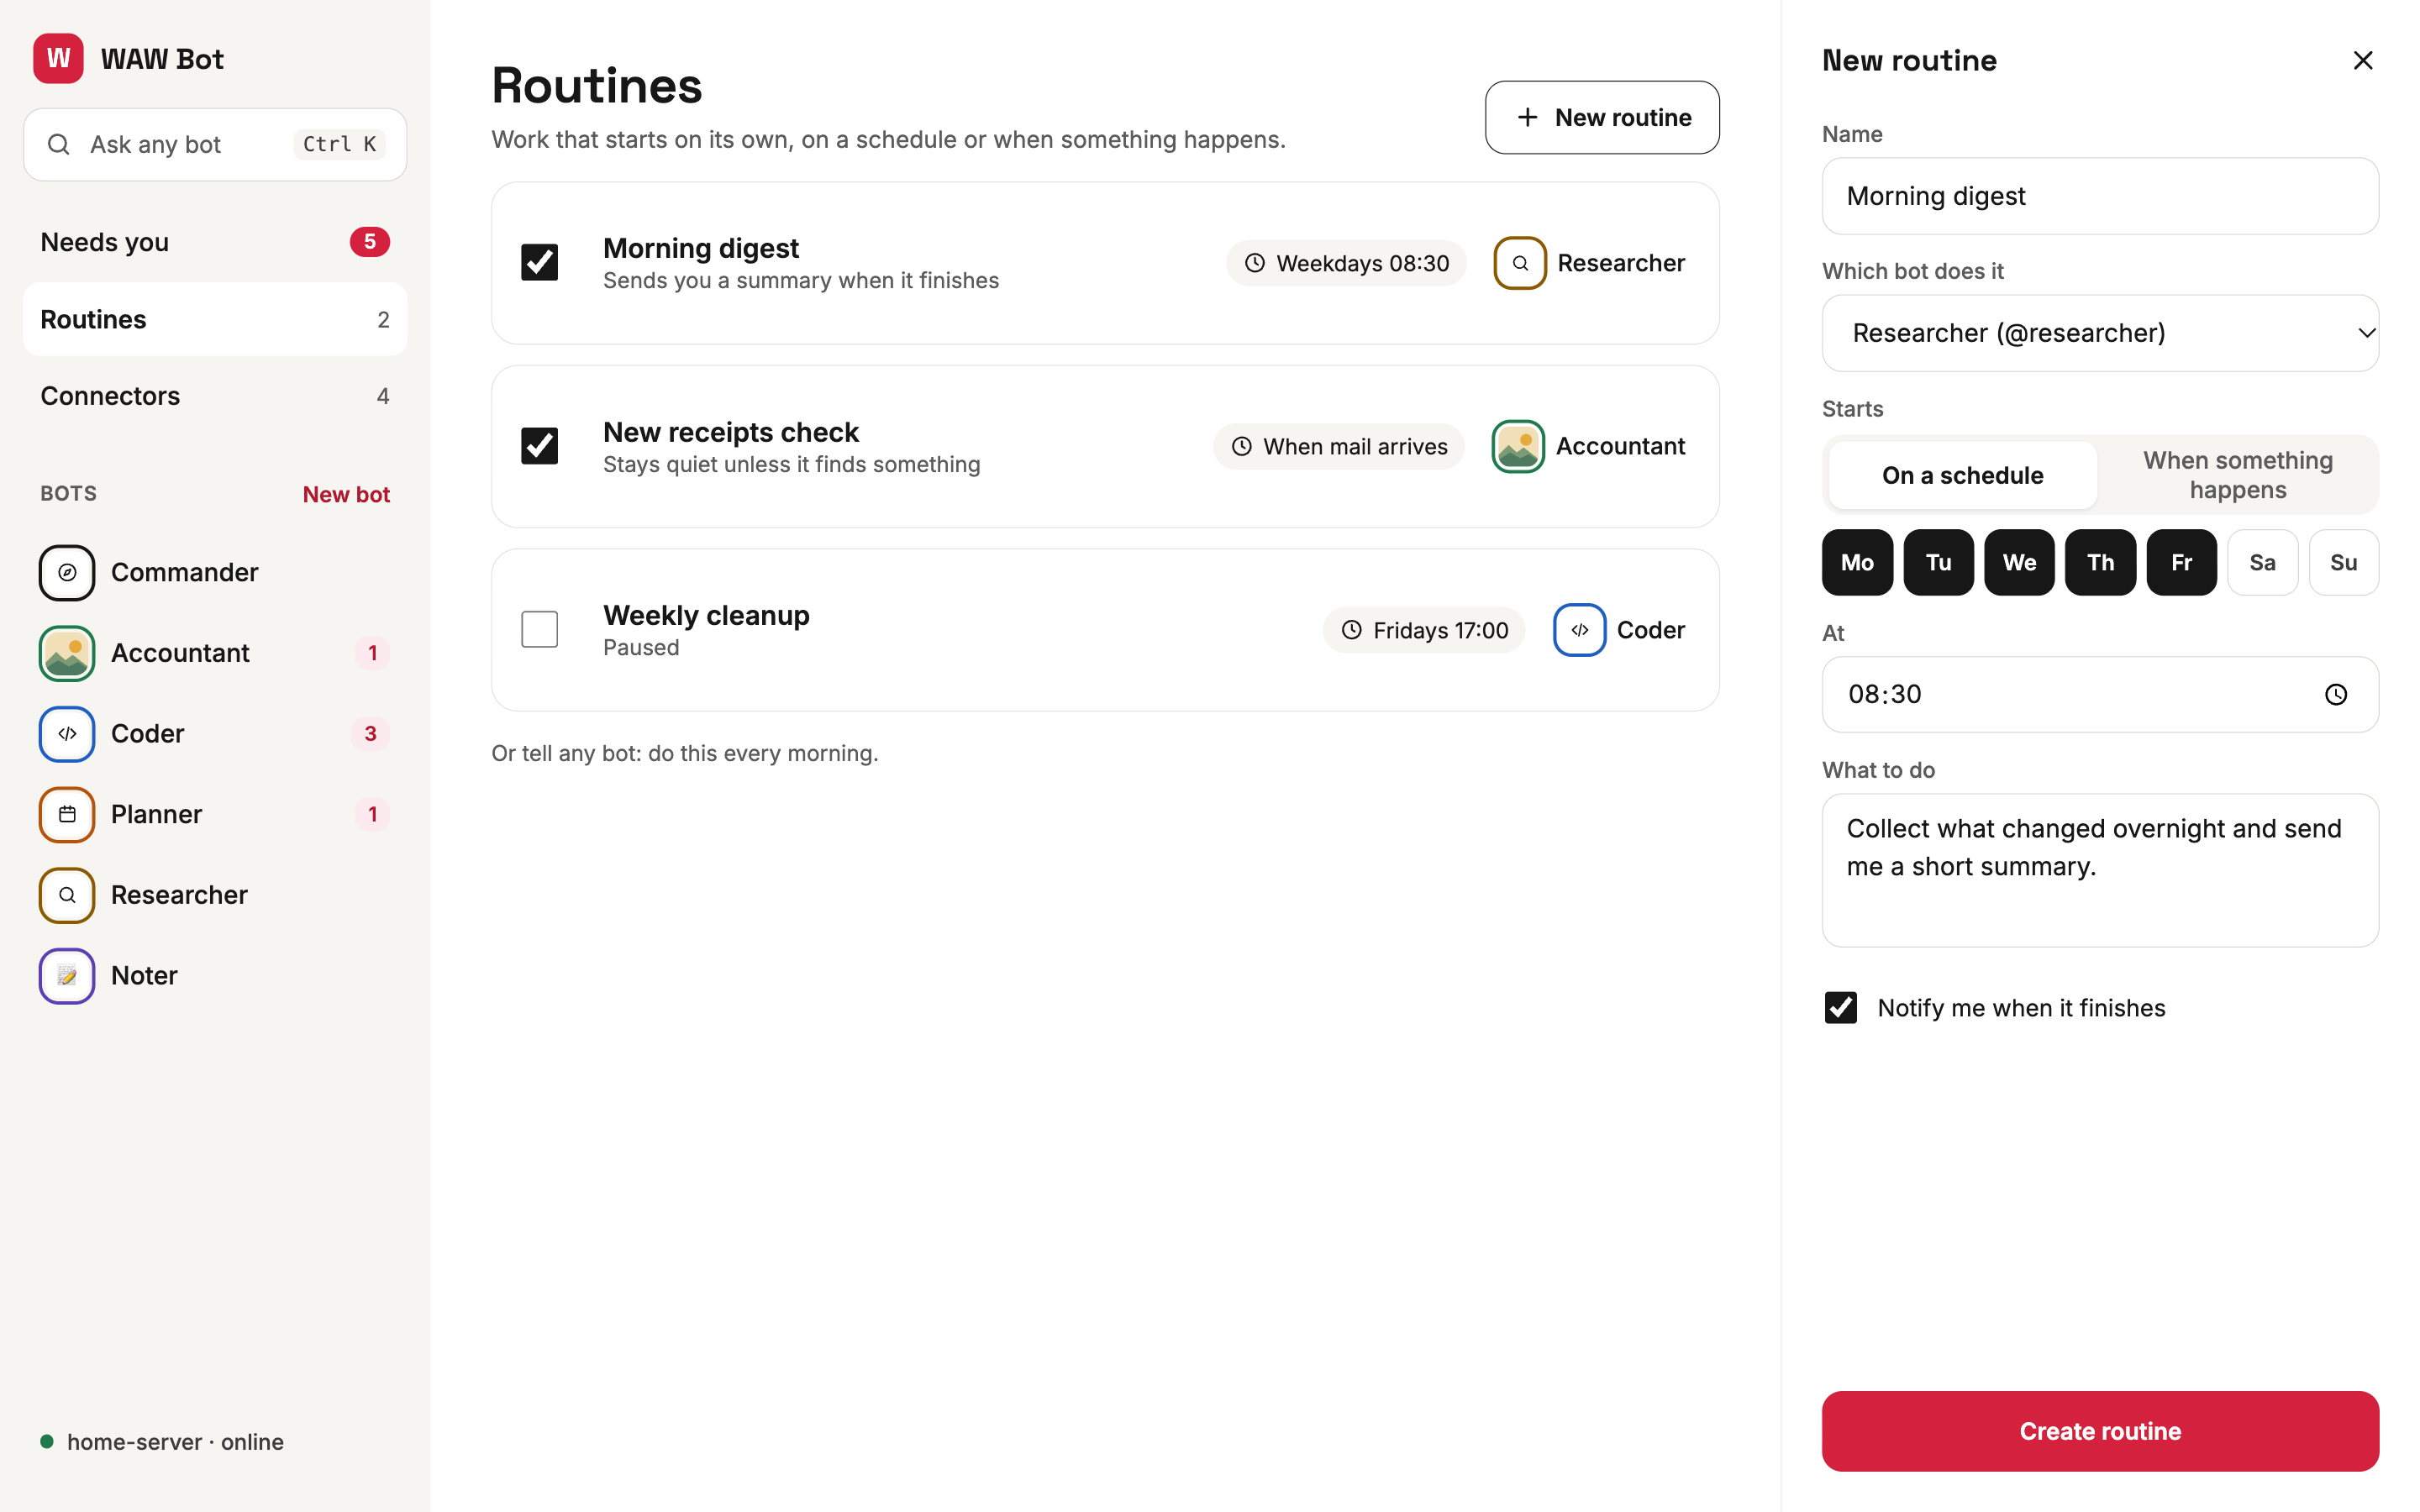 W WAW Bot
Ask any bot Ctrl K
Needs you 5
Routines 2
Connectors 4
BOTS New bot
Commander
Accountant 1
Coder 3
Planner 1
Researcher
Noter
home-server · online
Routines
Work that starts on its own, on a schedule or when something happens.
New routine
Morning digest
Sends you a summary when it finishes
Weekdays 08:30
Researcher
New receipts check
Stays quiet unless it finds something
When mail arrives
Accountant
Weekly cleanup
Paused
Fridays 17:00
Coder
Or tell any bot: do this every morning.
New routine
Name
Morning digest
Which bot does it
Researcher (@researcher)
Starts
On a schedule
When something
happens
Mo Tu We Th Fr Sa Su
At
08:30
What to do
Collect what changed overnight and send
me a short summary.
Notify me when it finishes
Create routine